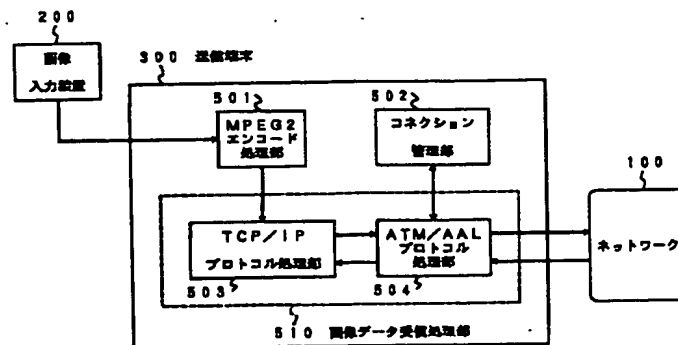 200
画像
入力装置
300 送信端末
501
MPEG2
エンコード
処理部
502
コネクション
管理部
100
ネットワーク
TCP/IP
プロトコル処理部
503
ATM/AAL
プロトコル
処理部
504
510 画像データ受信処理部